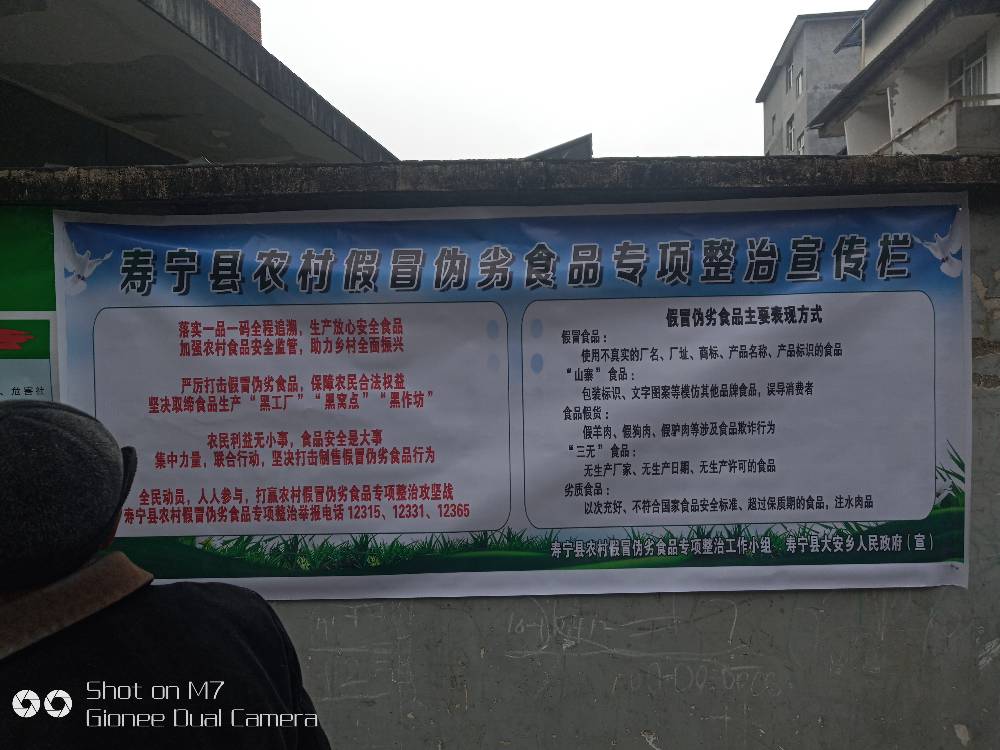 寿宁县农村假冒伪劣食品专项整治宣传栏
落实一品一码全程追溯，生产放心安全食品
加强农村食品安全监管，助力乡村全面振兴
严厉打击假冒伪劣食品，保障农民合法权益
坚决取缔食品生产“黑工厂”“黑窝点”“黑作坊”
农民利益无小事，食品安全是大事
集中力量，联合行动，坚决打击制售假冒伪劣食品行为
全民动员，人人参与，打赢农村假冒伪劣食品专项整治攻坚战
寿宁县农村假冒伪劣食品专项整治举报电话 12315、12331、12365
假冒伪劣食品主要表现方式
假冒食品：
使用不真实的厂名、厂址、商标、产品名称、产品标识的食品
“山寨”食品：
包装标识、文字图案等模仿其他品牌食品，误导消费者
食品假货：
假羊肉、假狗肉、假驴肉等涉及食品欺诈行为
“三无”食品：
无生产厂家、无生产日期、无生产许可的食品
劣质食品：
以次充好、不符合国家食品安全标准、超过保质期的食品，注水肉品
寿宁县农村假冒伪劣食品专项整治工作小组 寿宁县大安乡人民政府（宣）
危害社
Shot on M7
Gionee Dual Camera